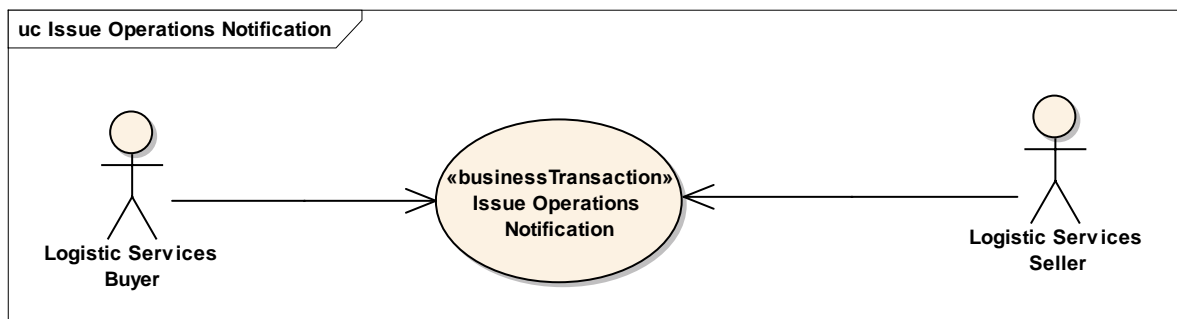 uc Issue Operations Notification
«businessTransaction»
Issue Operations
Notification
Logistic Services
Buyer
Logistic Services
Seller